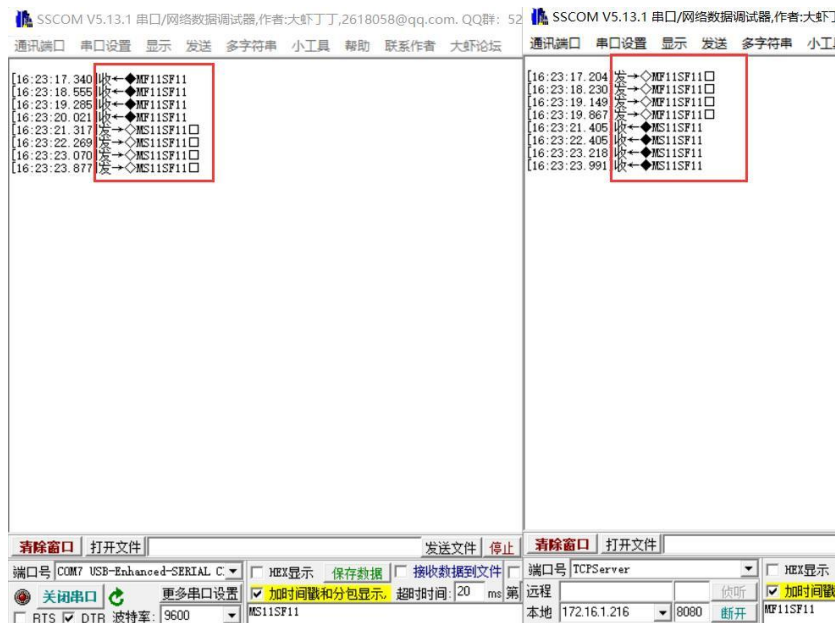 SSCOM V5.13.1 串口/网络数据调试器,作者:大虾丁丁,2618058@qq.com. QQ群: 52
通讯端口 串口设置 显示 发送 多字符串 小工具 帮助 联系作者 大虾论坛
[16:23:17.340]收←◆MF11SF11
[16:23:18.555]收←◆MF11SF11
[16:23:19.285]收←◆MF11SF11
[16:23:20.021]收←◆MF11SF11
[16:23:21.317]发→◇MS11SF11□
[16:23:22.269]发→◇MS11SF11□
[16:23:23.070]发→◇MS11SF11□
[16:23:23.877]发→◇MS11SF11□
清除窗口 打开文件 发送文件 停止
端口号 COM7 USB-Enhanced-SERIAL C HEX显示 保存数据 接收数据到文件
关闭串口 更多串口设置 加时间戳和分包显示, 超时时间: 20 ms 第
RTS DTR 波特率: 9600 MS11SF11
SSCOM V5.13.1 串口/网络数据调试器,作者:大虾丁
通讯端口 串口设置 显示 发送 多字符串 小工
[16:23:17.204]发→◇MF11SF11□
[16:23:18.230]发→◇MF11SF11□
[16:23:19.149]发→◇MF11SF11□
[16:23:19.867]发→◇MF11SF11□
[16:23:21.405]收←◆MS11SF11
[16:23:22.405]收←◆MS11SF11
[16:23:23.218]收←◆MS11SF11
[16:23:23.991]收←◆MS11SF11
清除窗口 打开文件
端口号 TCPServer HEX显示
远程 侦听 加时间戳
本地 172.16.1.216 8080 断开 MF11SF11